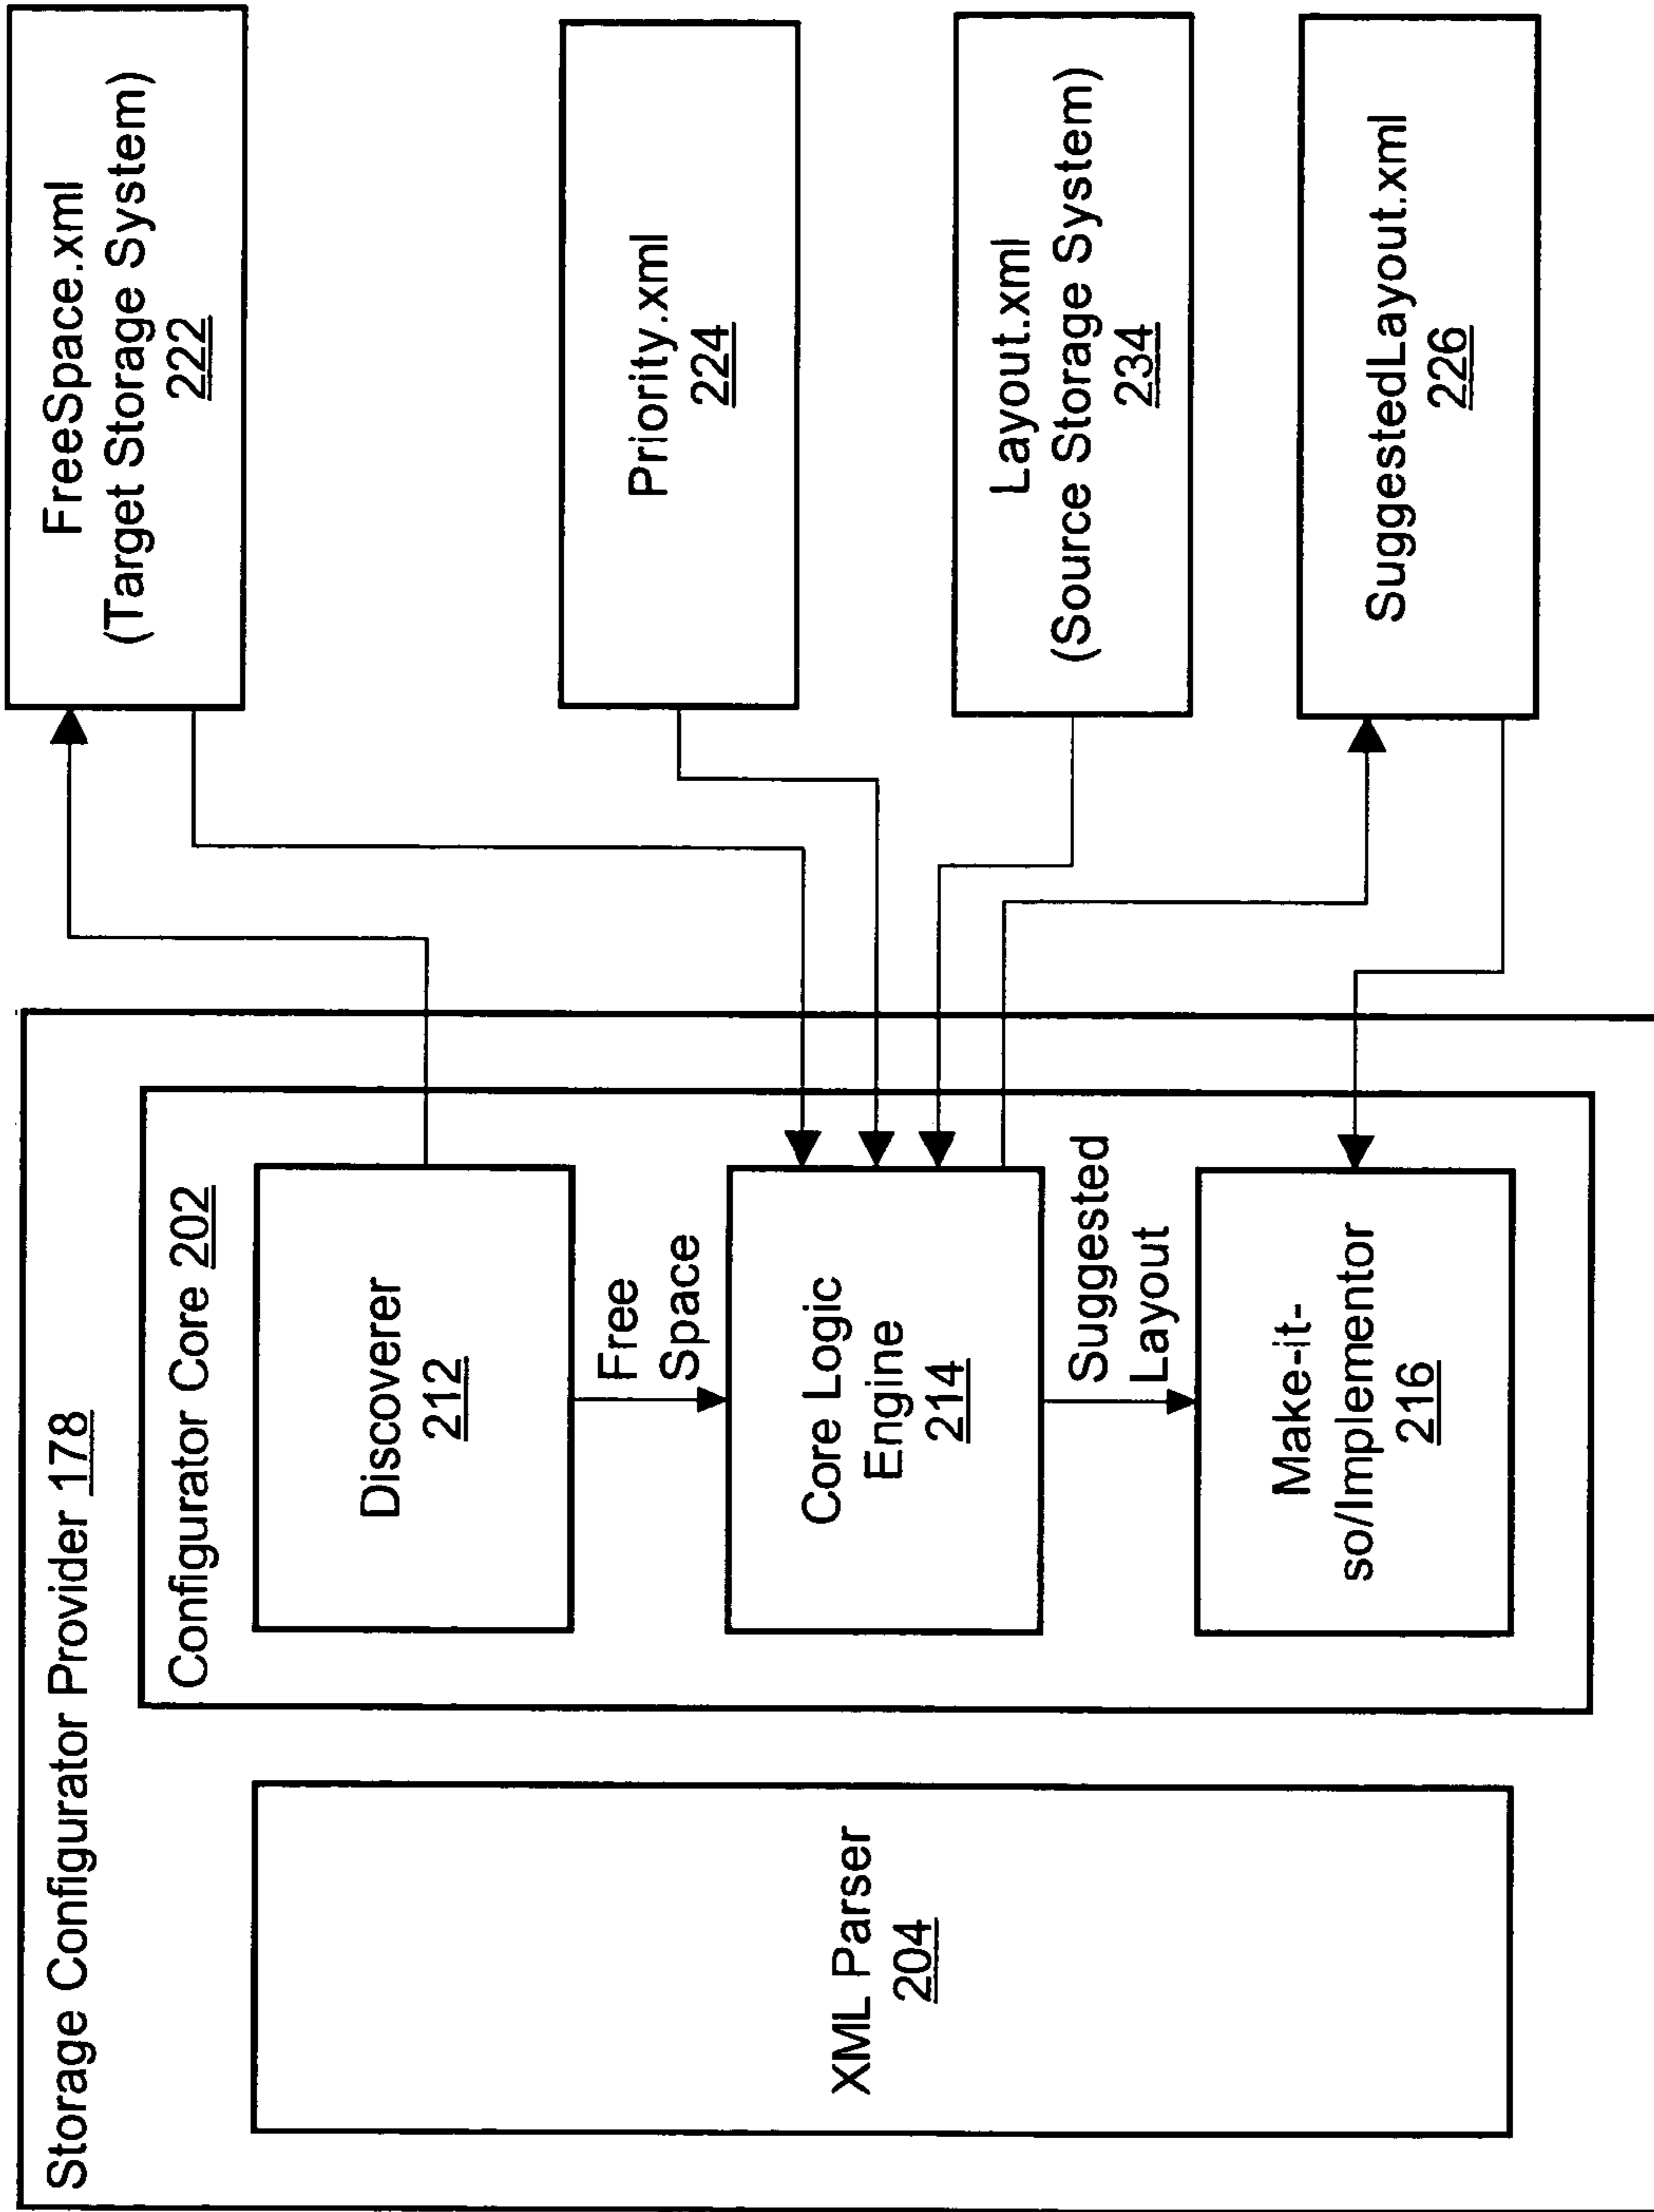 Storage Configurator Provider 178
XML Parser
204
Configurator Core 202
Discoverer
212
Free
Space
Core Logic
Engine
214
Suggested
Layout
Make-it-
so/Implementor
216
FreeSpace.xml
(Target Storage System)
222
Priority.xml
224
Layout.xml
(Source Storage System)
234
SuggestedLayout.xml
226